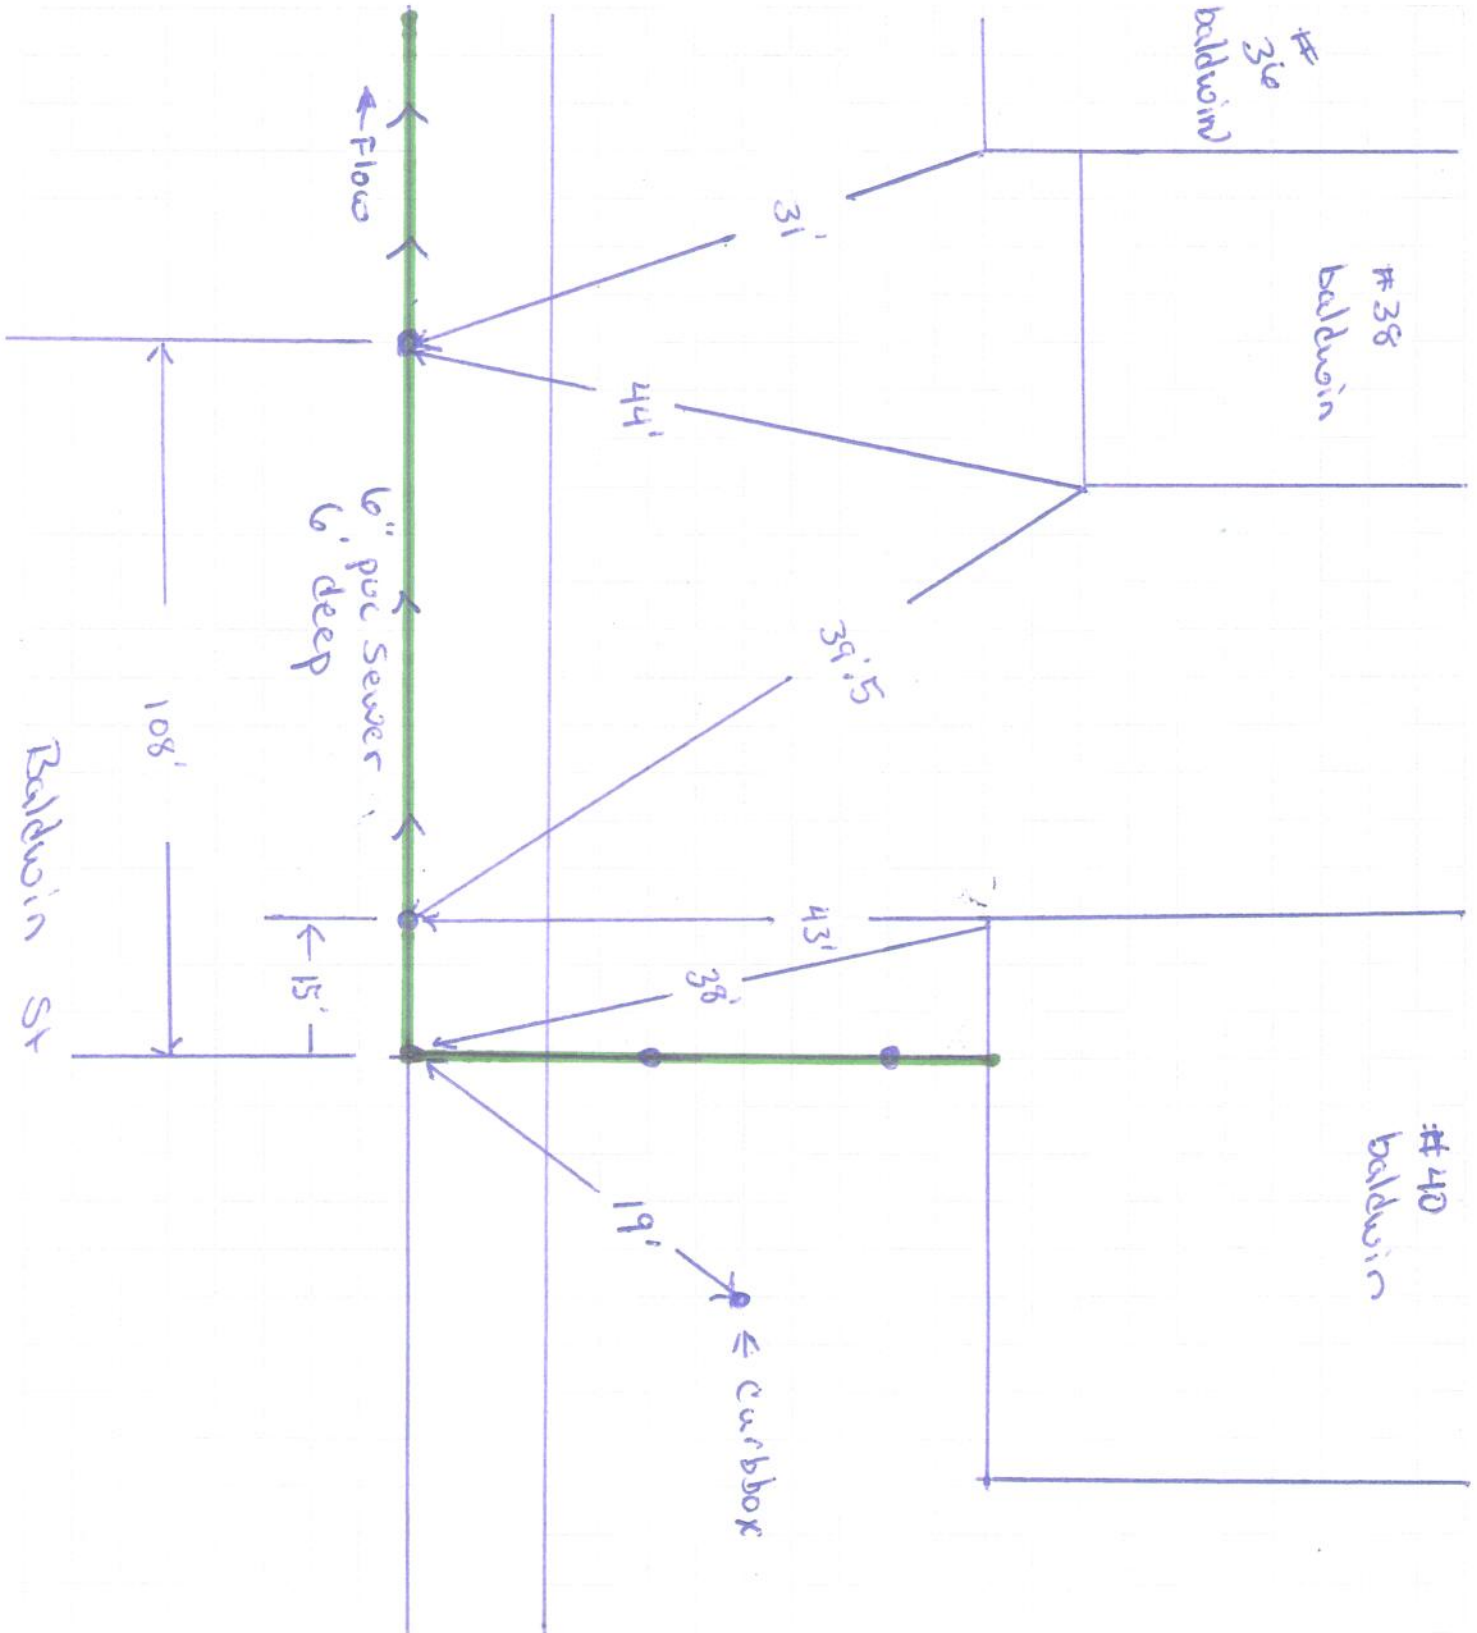 #
36
baldwin
#38
baldwin
#40
baldwin
31'
44'
39'.5
43'
38'
19'
← Curbbox
← Flow
6" pvc Sewer
6' deep
15'
108'
Baldwin St